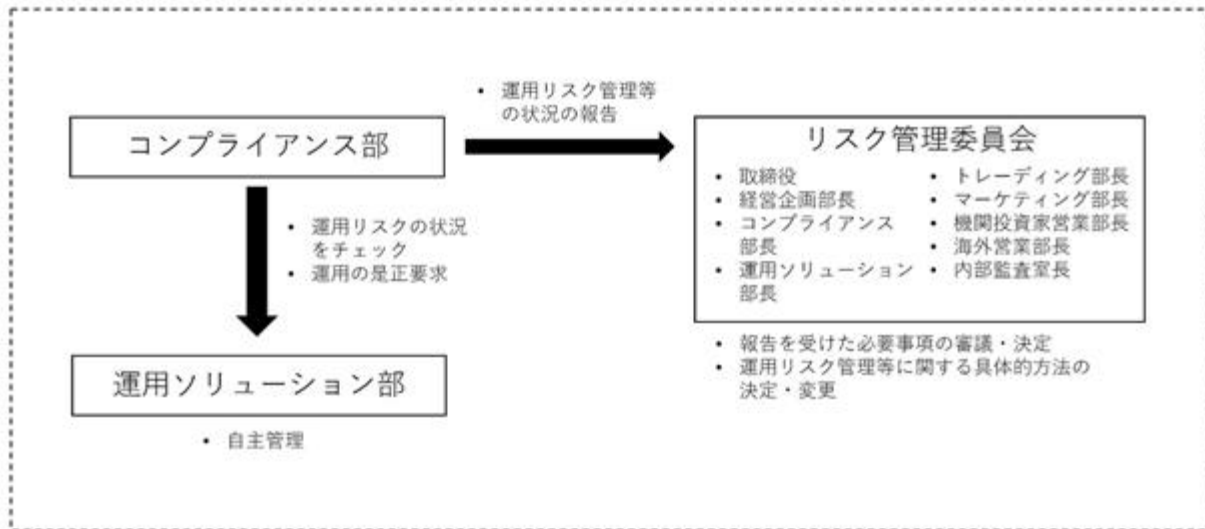 • 運用リスク管理等
の状況の報告
コンプライアンス部
リスク管理委員会
• 取締役
• 経営企画部長
• コンプライアンス
部長
• 運用ソリューション
部長
• トレーディング部長
• マーケティング部長
• 機関投資家営業部長
• 海外営業部長
• 内部監査室長
• 運用リスクの状況
をチェック
• 運用の是正要求
• 報告を受けた必要事項の審議・決定
• 運用リスク管理等に関する具体的方法の
決定・変更
運用ソリューション部
• 自主管理